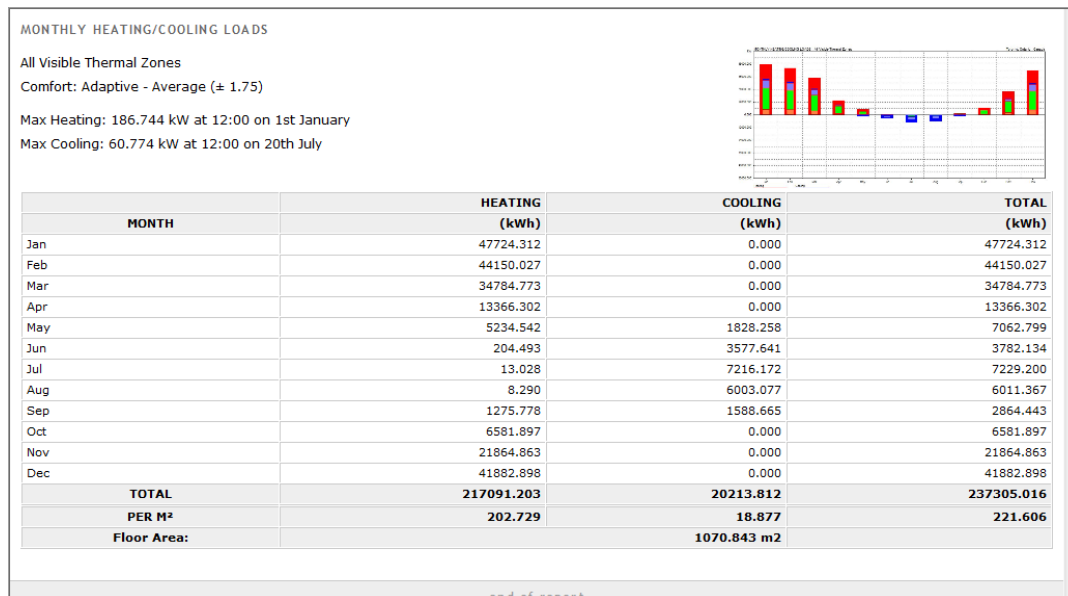 MONTHLY HEATING/COOLING LOADS
All Visible Thermal Zones
Comfort: Adaptive - Average (± 1.75)
Max Heating: 186.744 kW at 12:00 on 1st January
Max Cooling: 60.774 kW at 12:00 on 20th July
HEATING COOLING TOTAL
MONTH (kWh) (kWh) (kWh)
Jan 47724.312 0.000 47724.312
Feb 44150.027 0.000 44150.027
Mar 34784.773 0.000 34784.773
Apr 13366.302 0.000 13366.302
May 5234.542 1828.258 7062.799
Jun 204.493 3577.641 3782.134
Jul 13.028 7216.172 7229.200
Aug 8.290 6003.077 6011.367
Sep 1275.778 1588.665 2864.443
Oct 6581.897 0.000 6581.897
Nov 21864.863 0.000 21864.863
Dec 41882.898 0.000 41882.898
TOTAL 217091.203 20213.812 237305.016
PER M² 202.729 18.877 221.606
Floor Area: 1070.843 m2